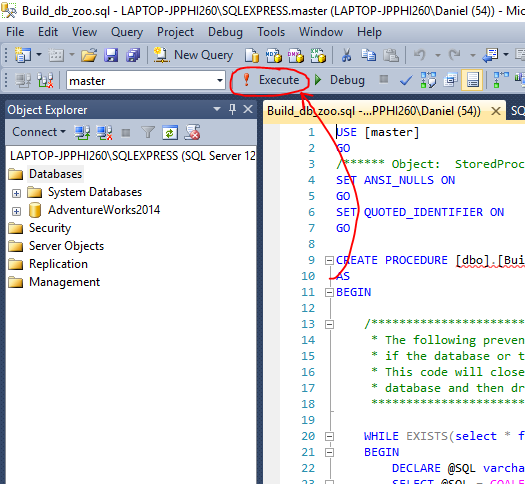 Build_db_zoo.sql - LAPTOP-JPPHI260\SQLEXPRESS.master (LAPTOP-JPPHI260\Daniel (54)) - Mic
File Edit View Query Project Debug Tools Window Help
New Query
master Execute Debug
Object Explorer
Connect
LAPTOP-JPPHI260\SQLEXPRESS (SQL Server 12
Databases
System Databases
AdventureWorks2014
Security
Server Objects
Replication
Management
Build_db_zoo.sql -...PPHI260\Daniel (54)) SQ
1 USE [master]
2 GO
3 /****** Object: StoredProc
4 SET ANSI_NULLS ON
5 GO
6 SET QUOTED_IDENTIFIER ON
7 GO
8
9 CREATE PROCEDURE [dbo].[Bui
10 AS
11 BEGIN
12
13 /***********************
14 * The following preven
15 * if the database or t
16 * This code will close
17 * database and then dr
18 ***********************
19
20 WHILE EXISTS(select * f
21 BEGIN
22 DECLARE @SQL varcha
23 SELECT @SQL = COALE